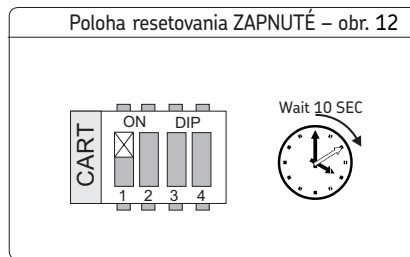 Poloha resetovania ZAPNUTÉ – obr. 12
Wait 10 SEC
ON DIP
CART
1 2 3 4